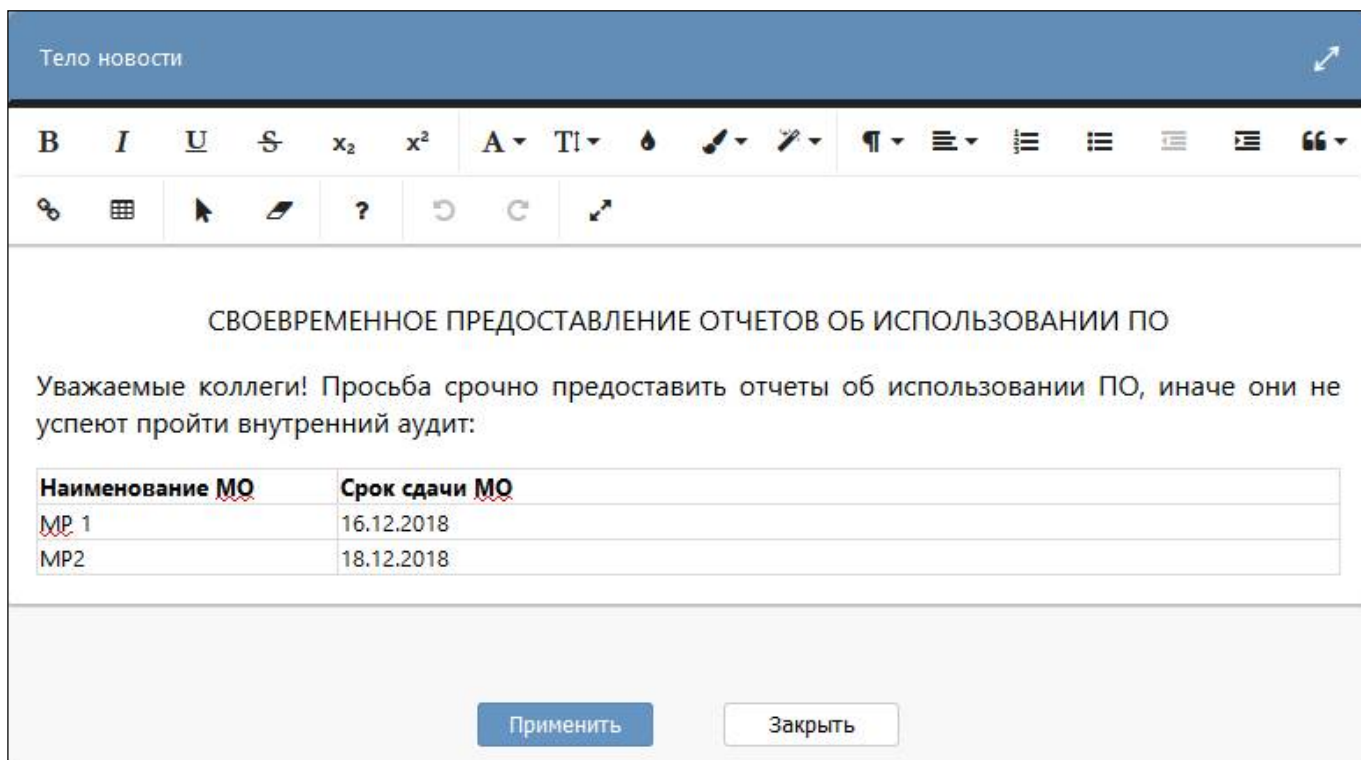 Тело новости
B I U S x₂ x² A T
?
СВОЕВРЕМЕННОЕ ПРЕДОСТАВЛЕНИЕ ОТЧЕТОВ ОБ ИСПОЛЬЗОВАНИИ ПО
Уважаемые коллеги! Просьба срочно предоставить отчеты об использовании ПО, иначе они не
успеют пройти внутренний аудит:
Наименование МО Срок сдачи МО
МР 1 16.12.2018
МР2 18.12.2018
Применить Закрыть